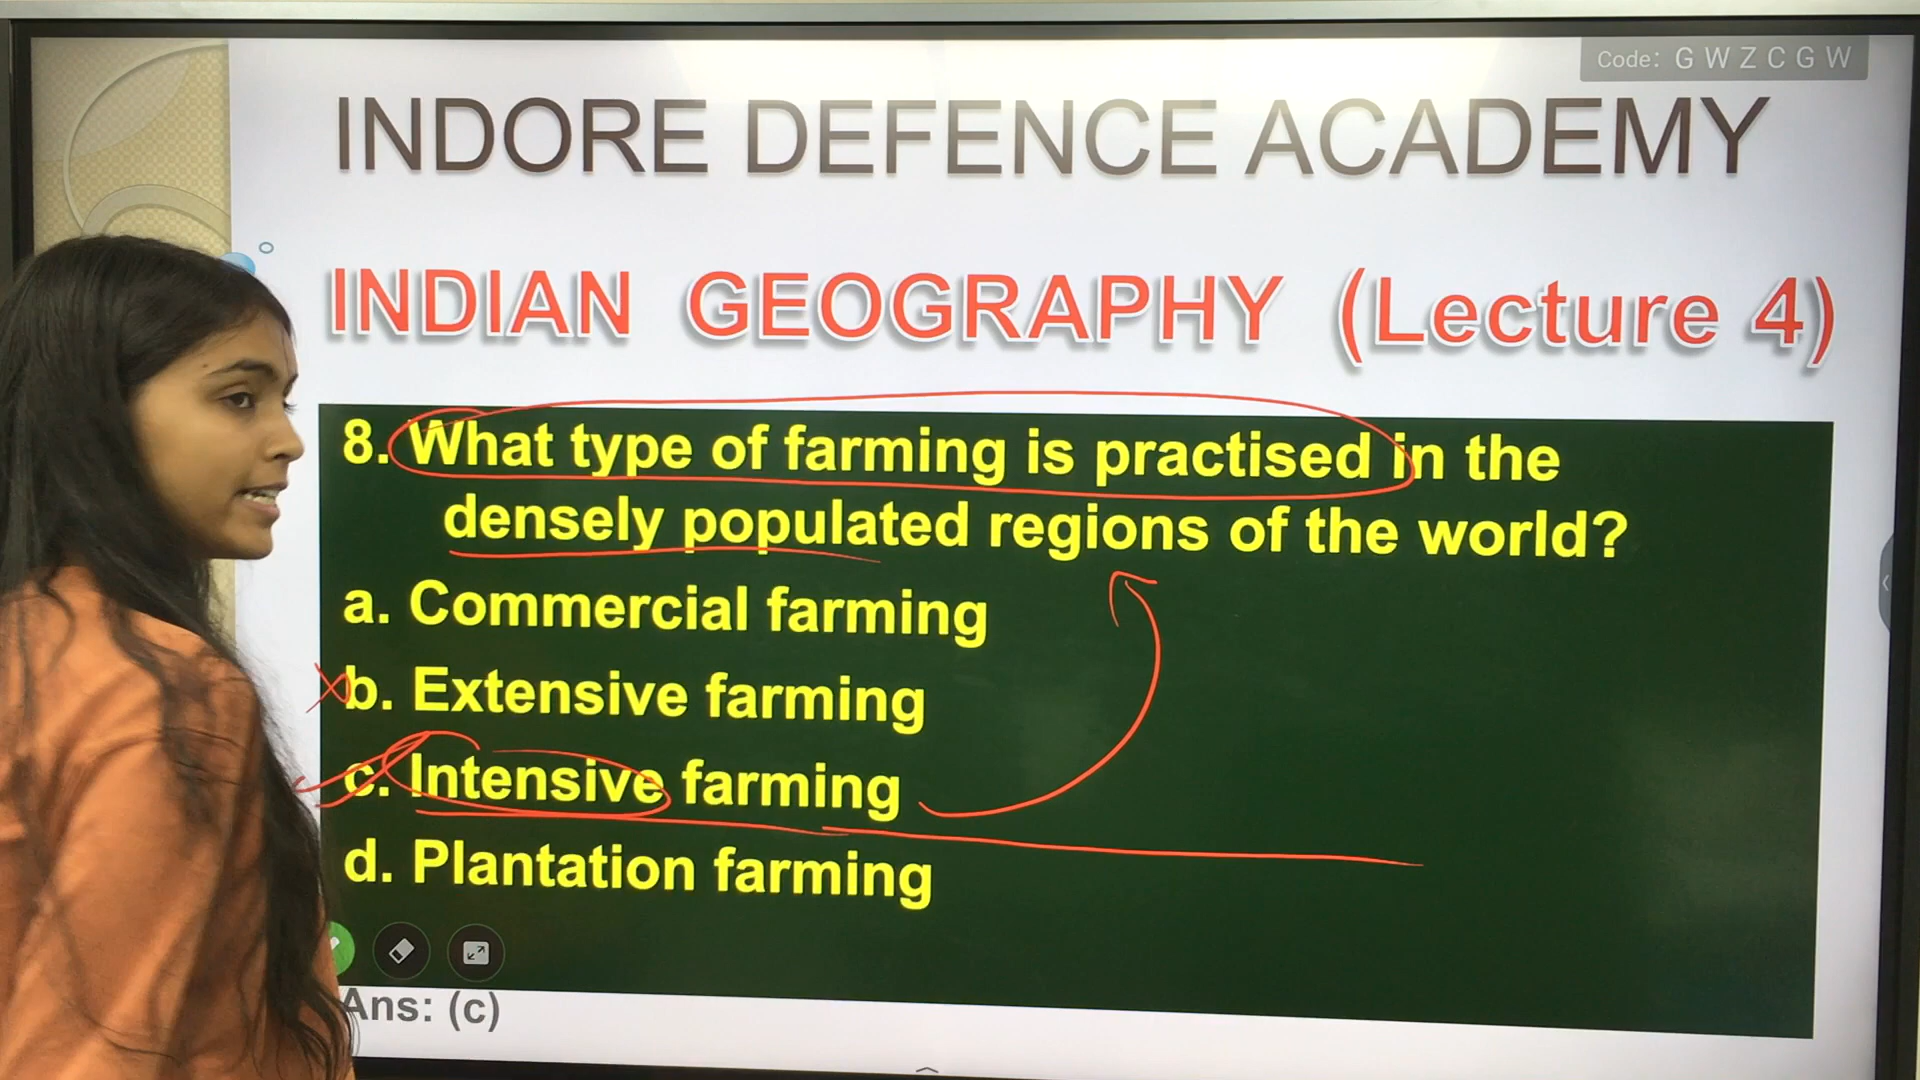 Code: GWZCGW
INDORE DEFENCE ACADEMY
INDIAN GEOGRAPHY (Lecture 4)
8. What type of farming is practised in the
densely populated regions of the world?
a. Commercial farming
b. Extensive farming
c. Intensive farming
d. Plantation farming
Ans: (c)